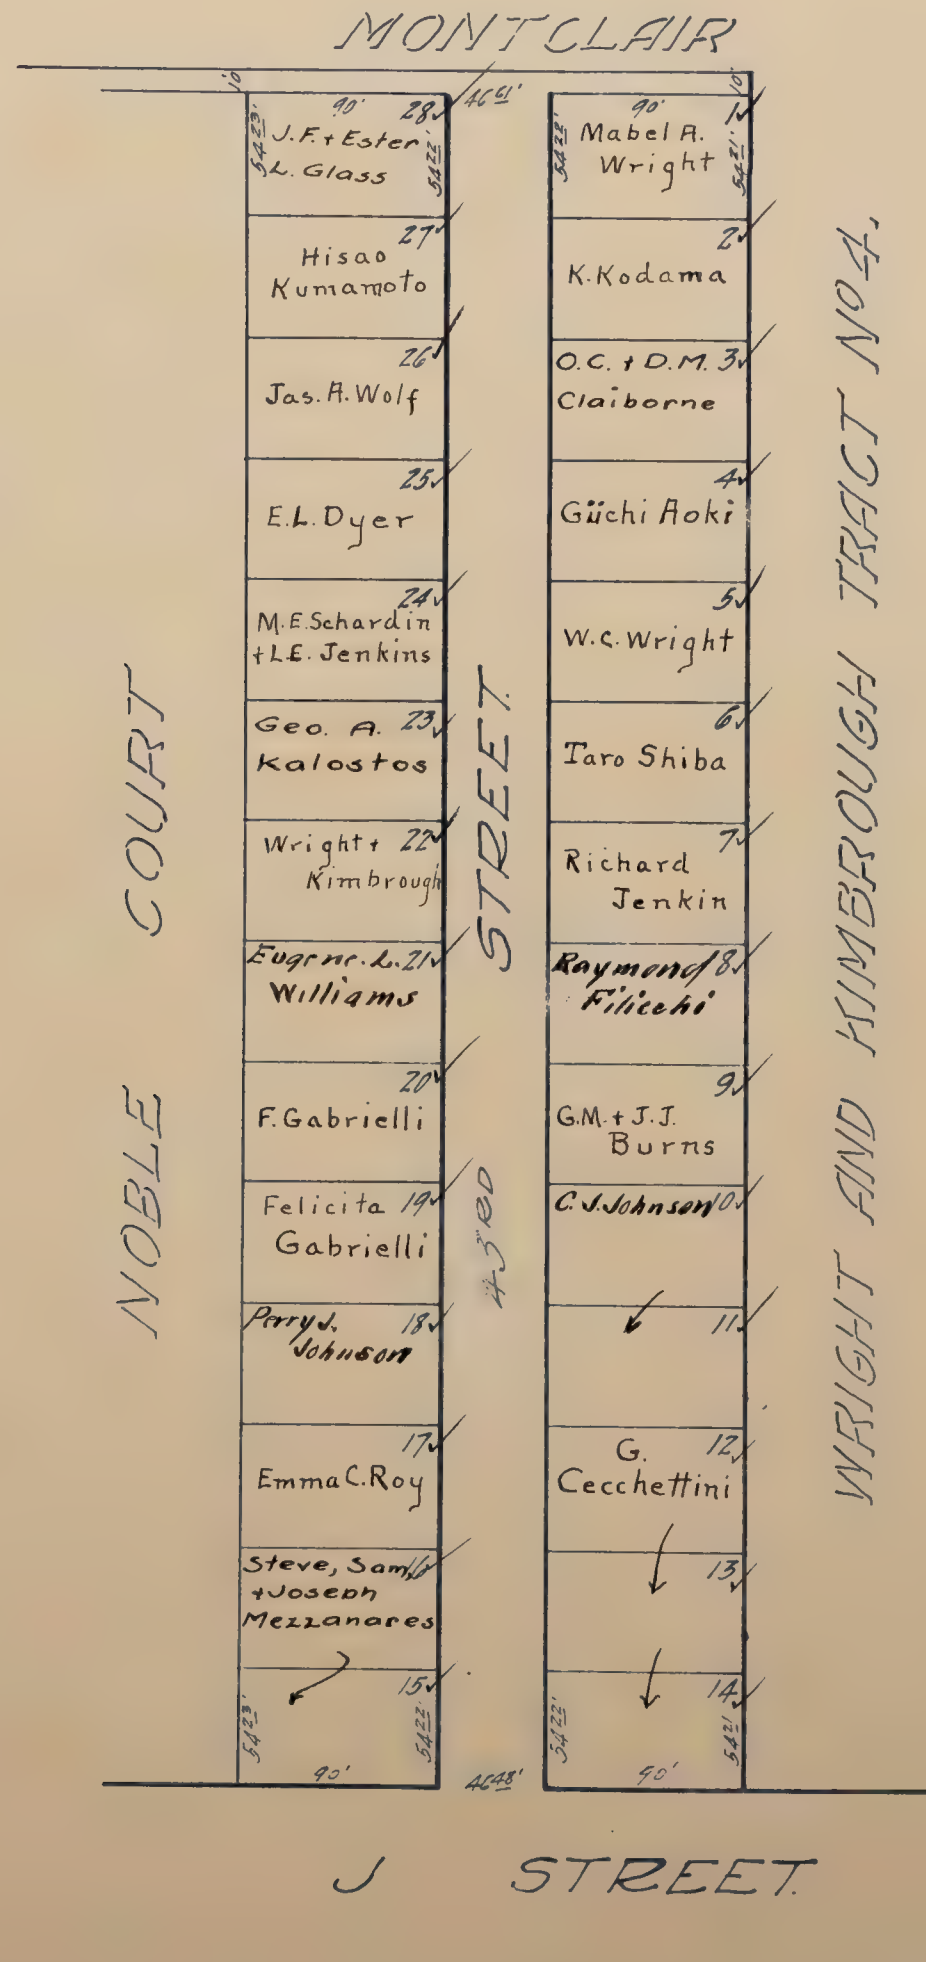 MONTCLAIR
10'
10'
90' 28
46 61'
90' 1
54 23'
J.F. + Ester
L. Glass
54 22'
54 22'
Mabel A.
Wright
54 21'
27
Hisao
Kumamoto
2
K. Kodama
26
Jas. A. Wolf
O.C. + D.M. 3
Claiborne
25
E.L. Dyer
4
Giichi Aoki
24
M.E. Schardin
+ L.E. Jenkins
5
W.C. Wright
Geo. A. 23
Kalostos
6
Taro Shiba
Wright + 22
Kimbrough
7
Richard
Jenkin
Eugene. L. 21
Williams
Raymond 8
Filicchi
20
F. Gabrielli
9
G.M. + J.J.
Burns
Felicita 19
Gabrielli
C. J. Johnson 10
Perry J. 18
Johnson
11
17
Emma C. Roy
G. 12
Cecchettini
Steve, Sam, 16
+ Joseph
Mezzanares
13
15
54 23'
54 22'
90'
14
54 22'
54 21'
90'
46 48'
NOBLE COURT
43RD STREET.
WRIGHT AND KIMBROUGH TRACT No 4.
J STREET.